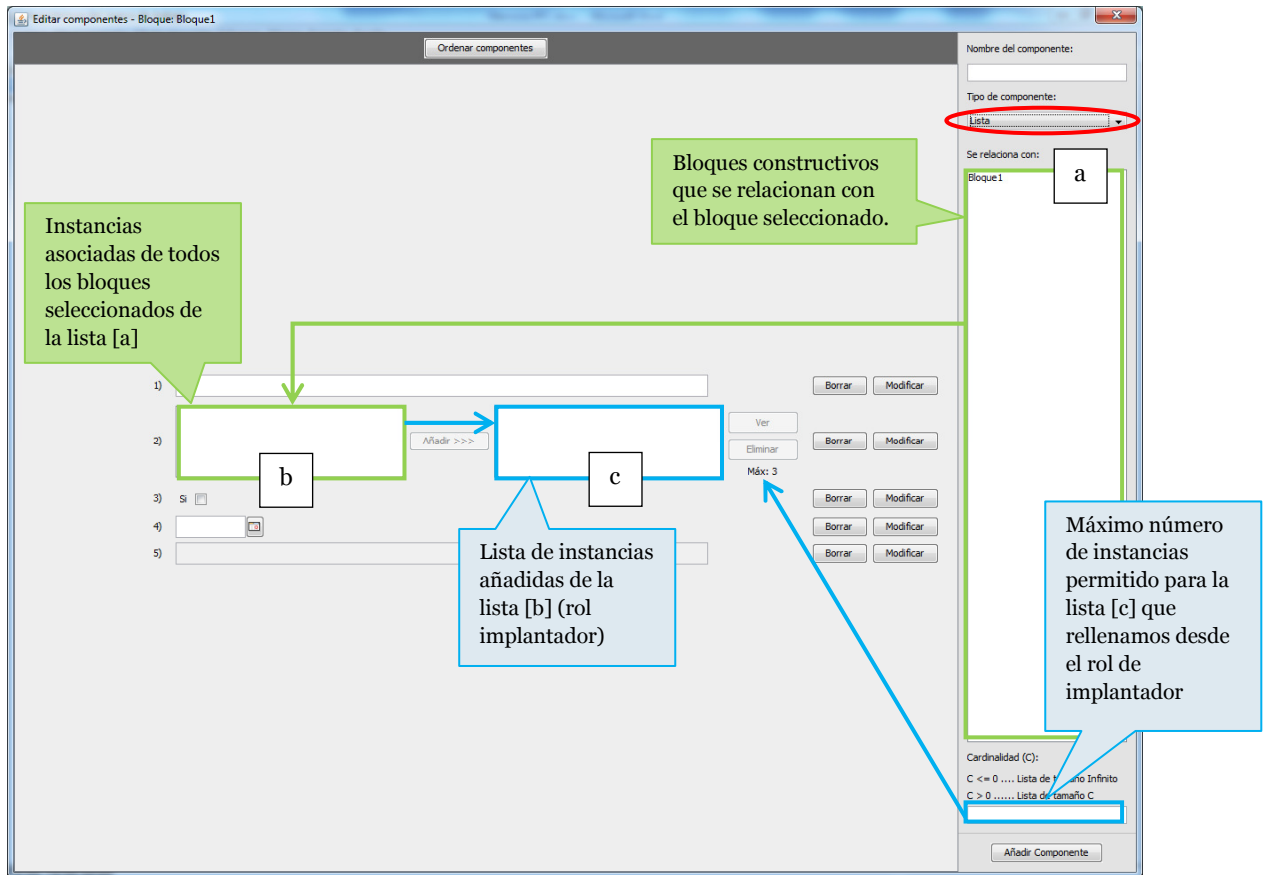 Editar componentes - Bloque: Bloque1
Ordenar componentes
Nombre del componente:
Tipo de componente:
Lista
Se relaciona con:
Bloque1
a
Bloques constructivos
que se relacionan con
el bloque seleccionado.
Instancias
asociadas de todos
los bloques
seleccionados de
la lista [a]
1)
Borrar
Modificar
2)
Añadir >>>
Ver
Eliminar
Máx: 3
Borrar
Modificar
b
c
3)
Si
Borrar
Modificar
4)
Borrar
Modificar
5)
Borrar
Modificar
Lista de instancias
añadidas de la
lista [b] (rol
implantador)
Máximo número
de instancias
permitido para la
lista [c] que
rellenamos desde
el rol de
implantador
Cardinalidad (C):
C <= 0 .... Lista de tamaño Infinito
C > 0 ...... Lista de tamaño C
Añadir Componente